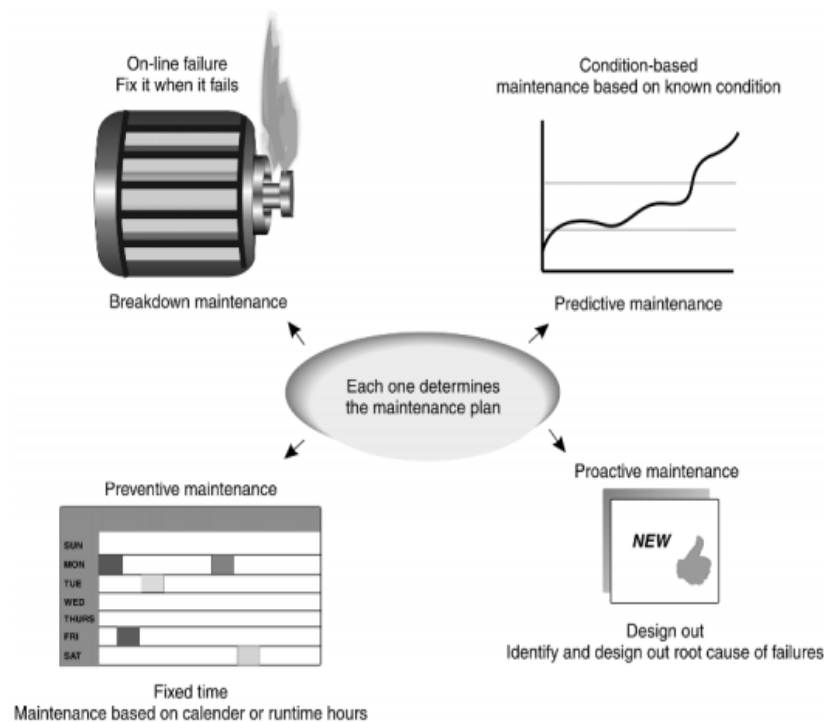 On-line failure
Fix it when it fails
Breakdown maintenance
Condition-based
maintenance based on known condition
Predictive maintenance
Each one determines
the maintenance plan
Preventive maintenance
SUN
MON
TUE
WED
THURS
FRI
SAT
Fixed time
Maintenance based on calender or runtime hours
Proactive maintenance
NEW
Design out
Identify and design out root cause of failures